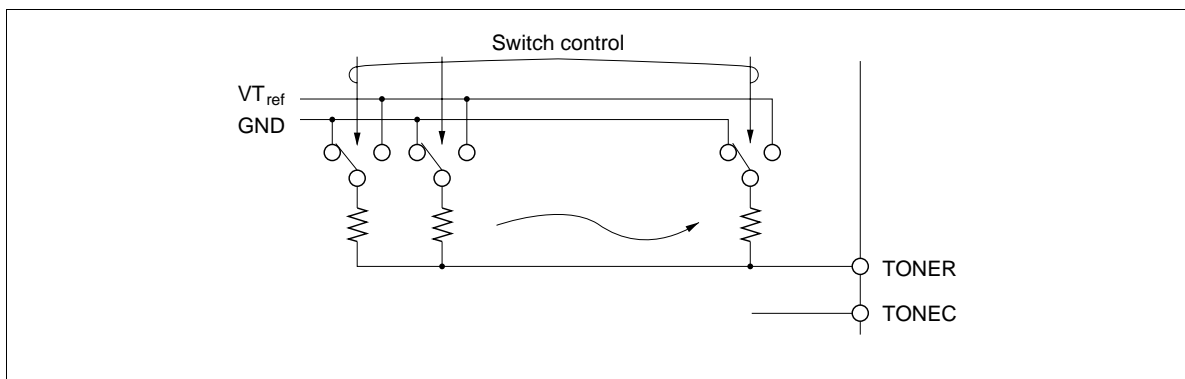 Switch control
VTref
GND
TONER
TONEC